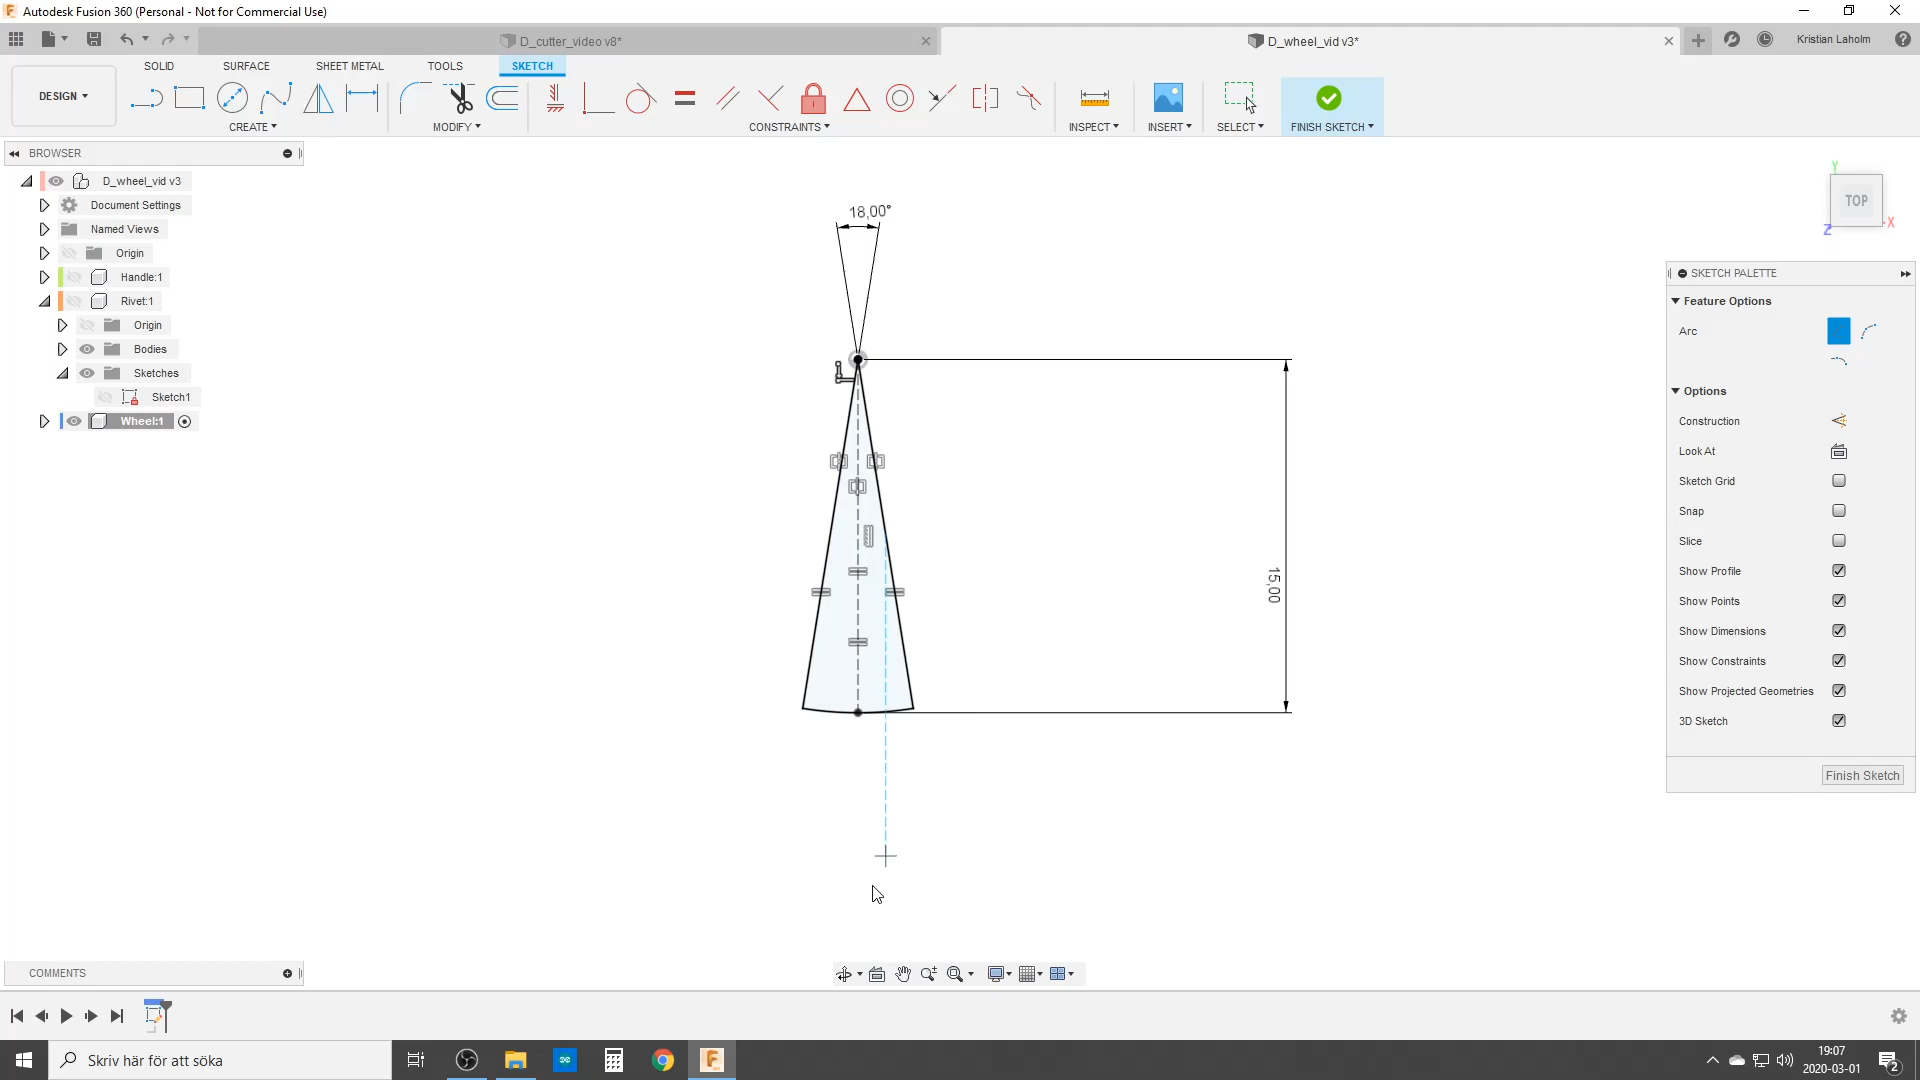 Autodesk Fusion 360 (Personal - Not for Commercial Use)
D_cutter_video v8*
D_wheel_vid v3*
Kristian Laholm
SOLID
SURFACE
SHEET METAL
TOOLS
SKETCH
DESIGN
CREATE
MODIFY
CONSTRAINTS
INSPECT
INSERT
SELECT
FINISH SKETCH
BROWSER
D_wheel_vid v3
Document Settings
Named Views
Origin
Handle:1
Rivet:1
Origin
Bodies
Sketches
Sketch1
Wheel:1
18,00°
15,00
Y
TOP
X
Z
SKETCH PALETTE
Feature Options
Arc
Options
Construction
Look At
Sketch Grid
Snap
Slice
Show Profile
Show Points
Show Dimensions
Show Constraints
Show Projected Geometries
3D Sketch
Finish Sketch
COMMENTS
Skriv här för att söka
19:07
2020-03-01
2